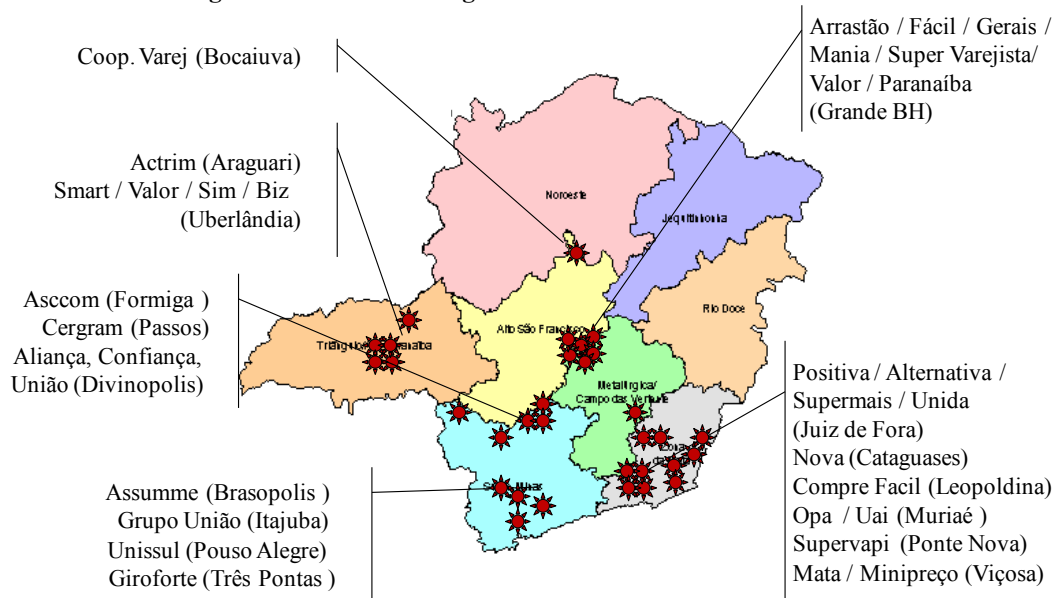 Coop. Varej (Bocaiuva)
Arrastão / Fácil / Gerais /
Mania / Super Varejista/
Valor / Paranaíba
(Grande BH)
Actrim (Araguari)
Smart / Valor / Sim / Biz
(Uberlândia)
Noroeste
Jequitinhonha
Rio Doce
Alto São Francisco
Metalúrgica/
Campo das Vertente
Asccom (Formiga )
Cergram (Passos)
Aliança, Confiança,
União (Divinopolis)
Positiva / Alternativa /
Supermais / Unida
(Juiz de Fora)
Nova (Cataguases)
Compre Facil (Leopoldina)
Opa / Uai (Muriaé )
Supervapi (Ponte Nova)
Mata / Minipreço (Viçosa)
Assumme (Brasopolis )
Grupo União (Itajuba)
Unissul (Pouso Alegre)
Giroforte (Três Pontas )